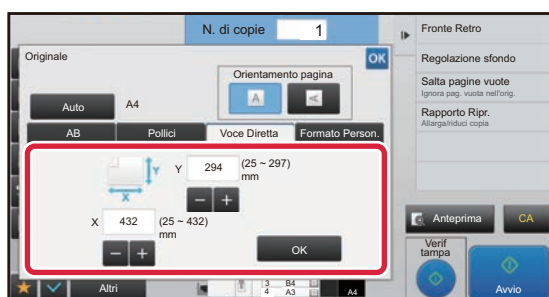 N. di copie 1
Originale
OK
Orientamento pagina
A
A
Auto A4
AB Pollici Voce Diretta Formato Person.
Y
X
Y 294 (25 ~ 297)
mm
X 432 (25 ~ 432)
mm
OK
Fronte Retro
Regolazione sfondo
Salta pagine vuote
Ignora pag. vuota nell'orig.
Rapporto Ripr.
Allarga/riduci copia
Anteprima CA
Verif
tampa
Avvio
Altri
3 B4
4 A3
A4